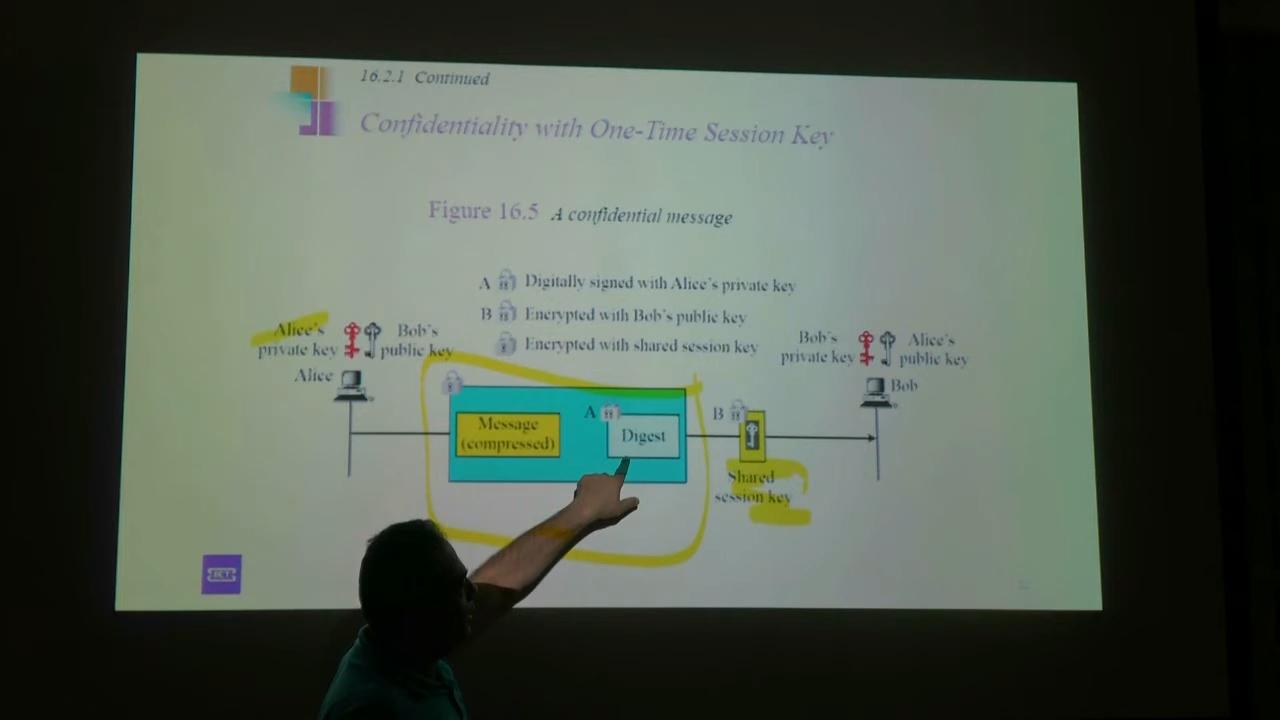 16.2.1 Continued
Confidentiality with One-Time Session Key
Figure 16.5 A confidential message
A Digitally signed with Alice's private key
B Encrypted with Bob's public key
Encrypted with shared session key
Alice's
private key
Bob's
public key
Bob's
private key
Alice's
public key
Alice
Bob
Message
(compressed)
A
Digest
B
Shared
session key